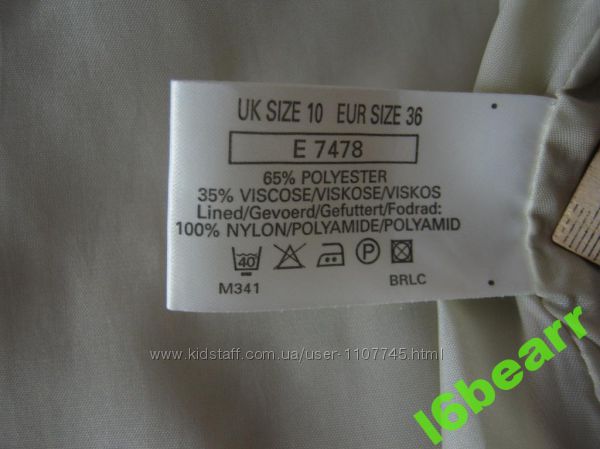 UK SIZE 10 EUR SIZE 36
E 7478
65% POLYESTER
35% VISCOSE/VISKOSE/VISKOS
Lined/Gevoerd/Gefuttert/Fodrad:
100% NYLON/POLYAMIDE/POLYAMID
40 P
M341 BRLC
www.kidstaff.com.ua/user-1107745.html
l6bearr